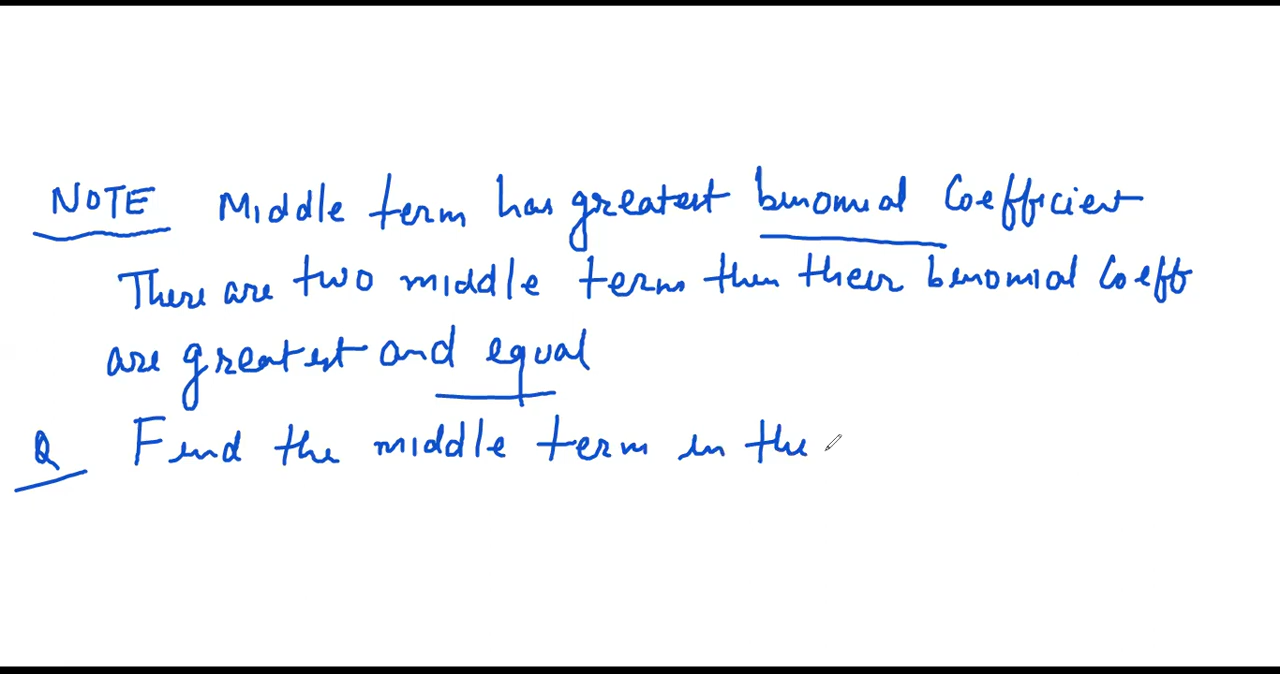 NOTE Middle term has greatest binomial Coefficient
There are two middle terms then their binomial Coeff
are greatest and equal
Q Find the middle term in the